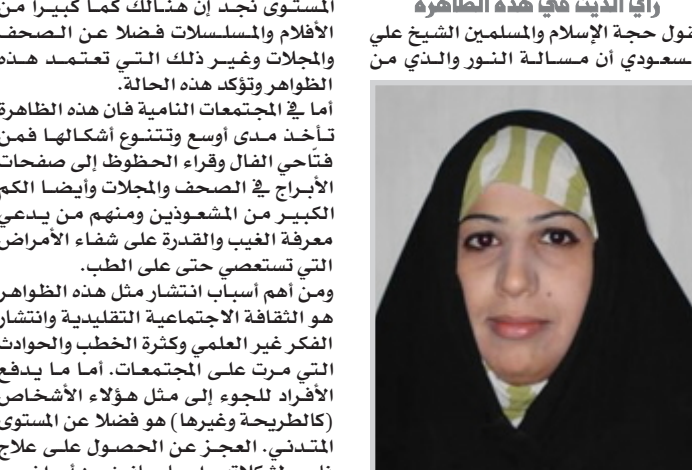 رأي الدين في هذه الظاهرة
قول حجة الإسلام والمسلمين الشيخ علي
سعودي أن مسالة النور والذي من
المستوى نجد إن هنالك كما كبيرا من
الأفلام والمسلسلات فضلا عن الصحف
والمجلات وغير ذلك التي تعتمد هذه
الظواهر وتؤكد هذه الحالة.
أما في المجتمعات النامية فان هذه الظاهرة
تأخذ مدى أوسع وتتنوع أشكالها فمن
فتّاحي الفال وقراء الحظوظ إلى صفحات
الأبراج في الصحف والمجلات وأيضا الكم
الكبير من المشعوذين ومنهم من يدعي
معرفة الغيب والقدرة على شفاء الأمراض
التي تستعصي حتى على الطب.
ومن أهم أسباب انتشار مثل هذه الظواهر
هو الثقافة الاجتماعية التقليدية وانتشار
الفكر غير العلمي وكثرة الخطب والحوادث
التي مرت على المجتمعات. أما ما يدفع
الأفراد للجوء إلى مثل هؤلاء الأشخاص
(كالطريحة وغيرها) هو فضلا عن المستوى
المتدني. العجز عن الحصول على علاج